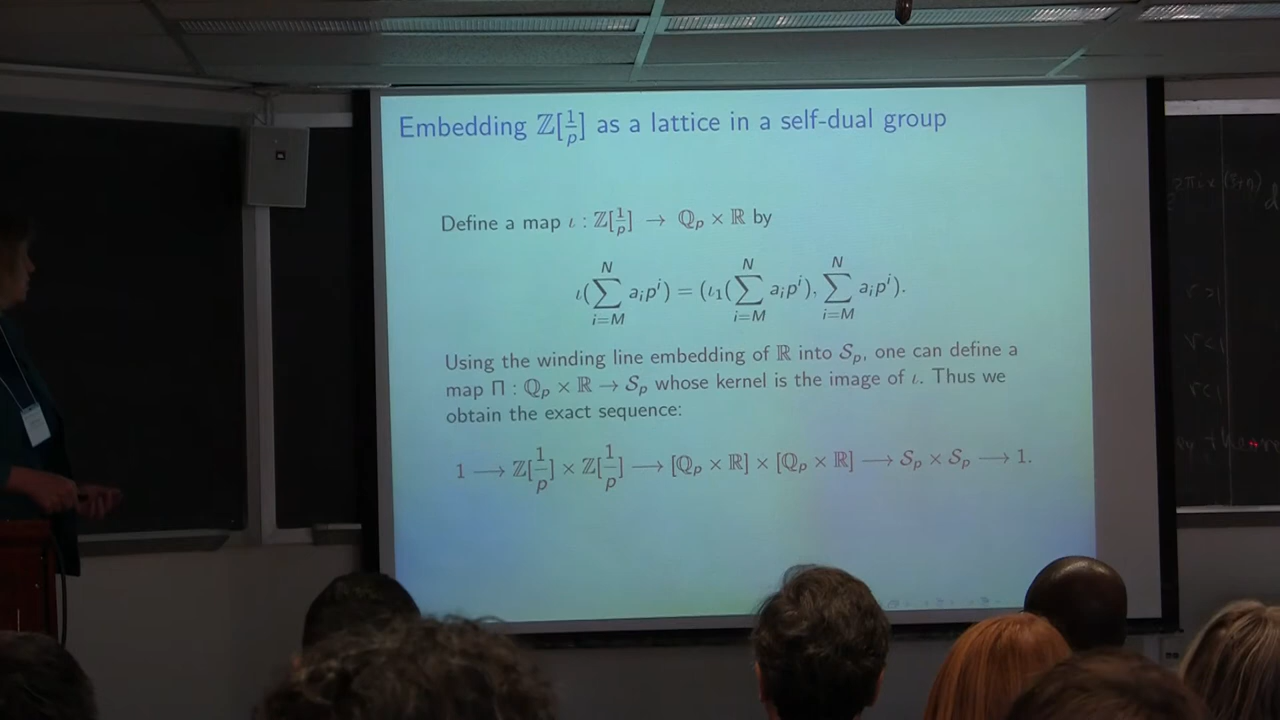 Embedding ℤ[1/p] as a lattice in a self-dual group
Define a map ι : ℤ[1/p] → ℚ_p × ℝ by
ι(∑_{i=M}^{N} a_i p^i) = (ι_1(∑_{i=M}^{N} a_i p^i), ∑_{i=M}^{N} a_i p^i).
Using the winding line embedding of ℝ into 𝒮_p, one can define a
map Π : ℚ_p × ℝ → 𝒮_p whose kernel is the image of ι. Thus we
obtain the exact sequence:
1 ⟶ ℤ[1/p] × ℤ[1/p] ⟶ [ℚ_p × ℝ] × [ℚ_p × ℝ] ⟶ 𝒮_p × 𝒮_p ⟶ 1.